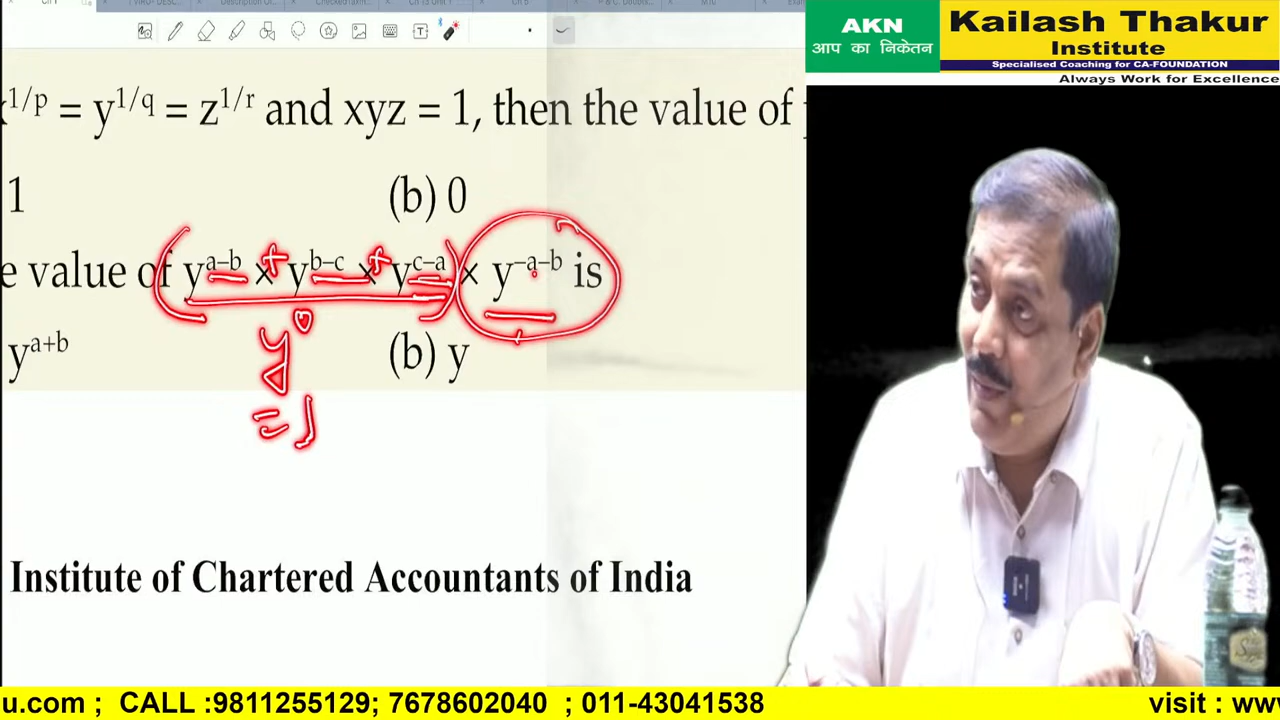 AKN
आप का निकेतन
Kailash Thakur
Institute
Specialised Coaching for CA-FOUNDATION
Always Work for Excellence
x^1/p = y^1/q = z^1/r and xyz = 1, then the value of
1 (b) 0
e value of y^a–b × y^b–c × y^c–a × y^–a–b is
+ +
y^a+b (b) y
y^0
= 1
Institute of Chartered Accountants of India
u.com ; CALL :9811255129; 7678602040 ; 011-43041538 visit : ww